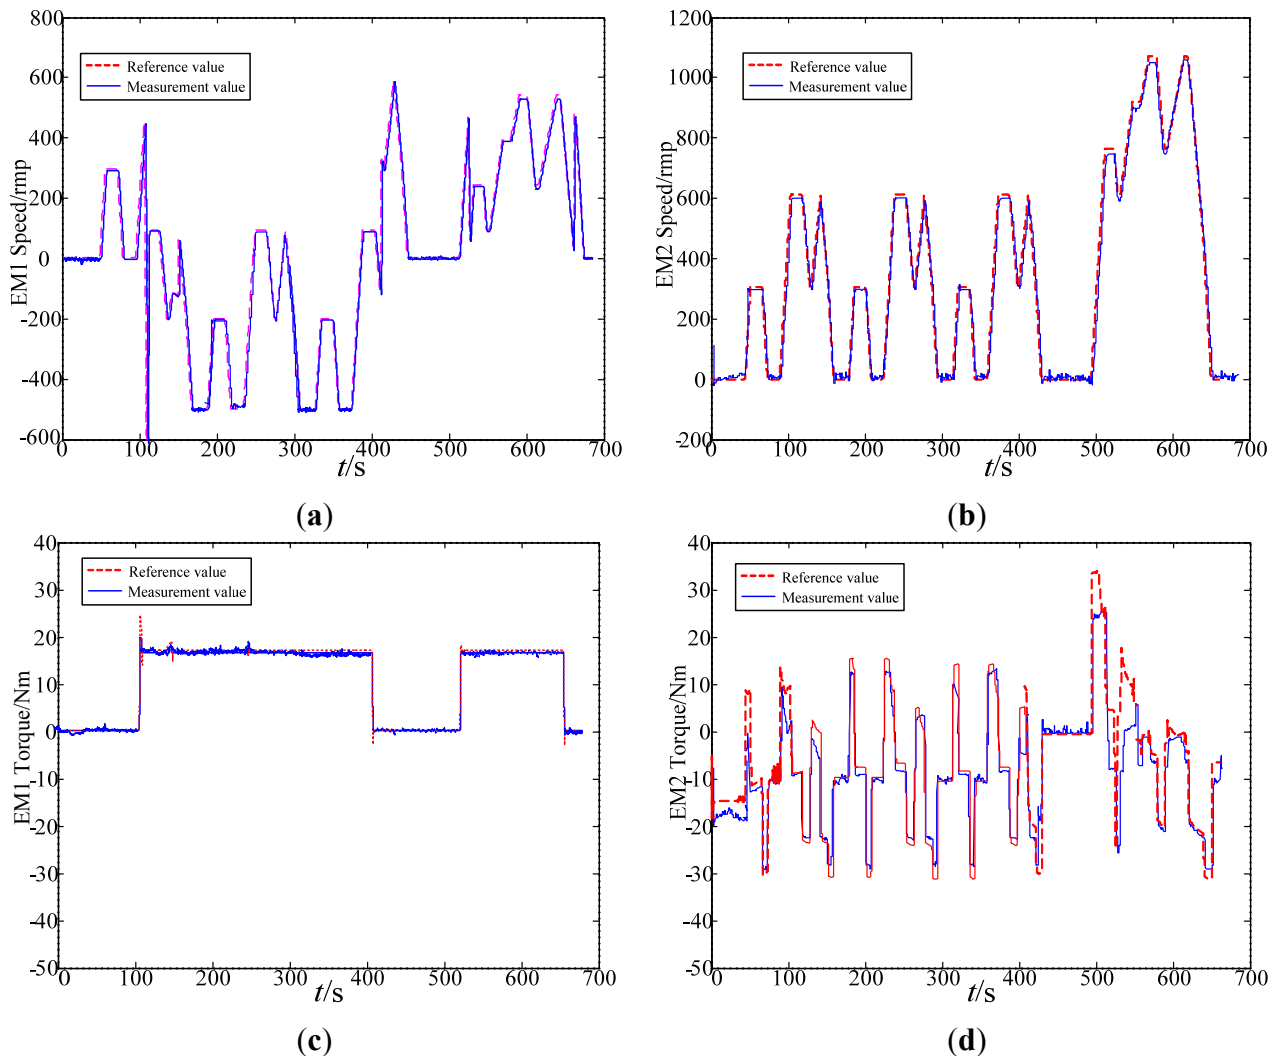 800
600
400
200
0
-200
-400
-600
EM1 Speed/rmp
Reference value
Measurement value
0 100 200 300 400 500 600 700
t/s
(a)
1200
1000
800
600
400
200
0
-200
EM2 Speed/rmp
Reference value
Measurement value
0 100 200 300 400 500 600 700
t/s
(b)
40
30
20
10
0
-10
-20
-30
-40
-50
EM1 Torque/Nm
Reference value
Measurement value
0 100 200 300 400 500 600 700
t/s
(c)
40
30
20
10
0
-10
-20
-30
-40
-50
EM2 Torque/Nm
Reference value
Measurement value
0 100 200 300 400 500 600 700
t/s
(d)